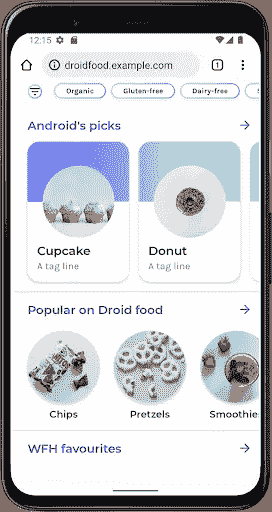 12:15
droidfood.example.com
1
Organic
Gluten-free
Dairy-free
Android's picks
Cupcake
A tag line
Donut
A tag line
Popular on Droid food
Chips
Pretzels
Smoothies
WFH favourites